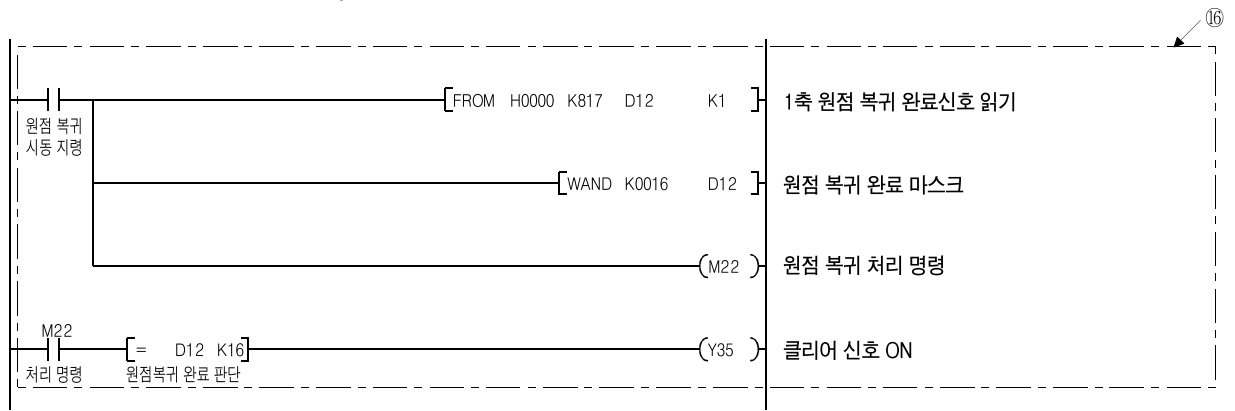 ⑯
FROM H0000 K817 D12 K1 1축 원점 복귀 완료신호 읽기
원점 복귀
시동 지령
WAND K0016 D12 원점 복귀 완료 마스크
M22 원점 복귀 처리 명령
M22
= D12 K16 Y35 클리어 신호 ON
처리 명령 원점복귀 완료 판단